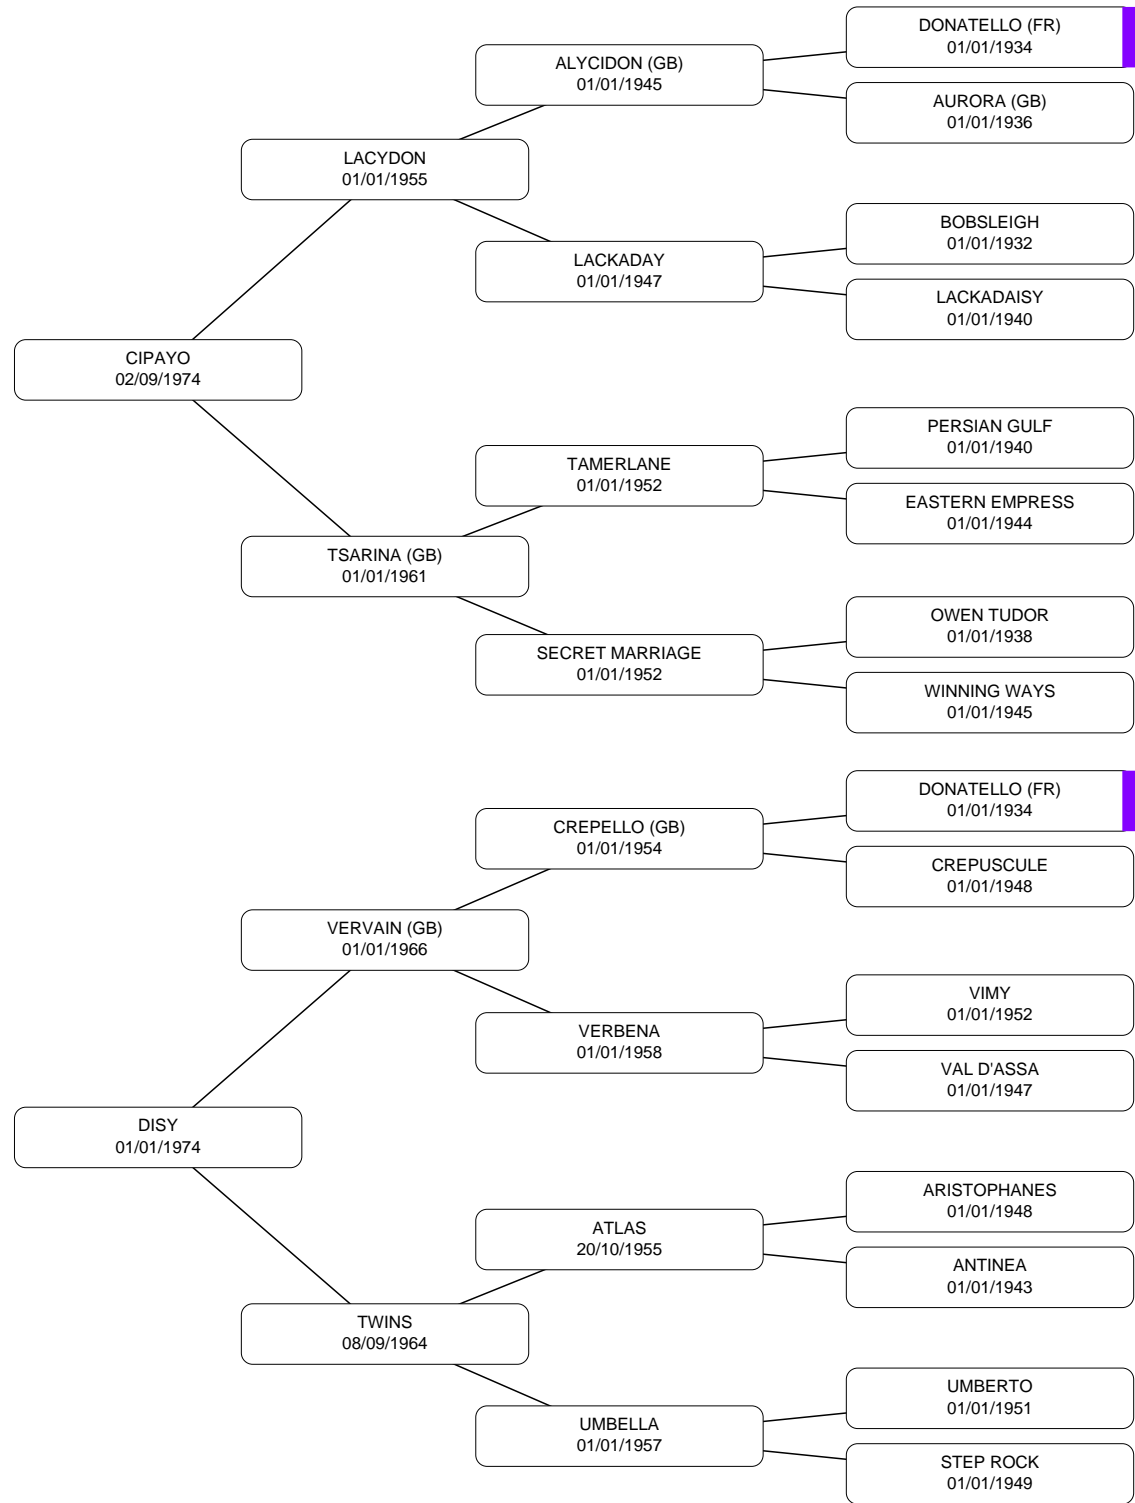 DONATELLO (FR)
01/01/1934
ALYCIDON (GB)
01/01/1945
AURORA (GB)
01/01/1936
LACYDON
01/01/1955
BOBSLEIGH
01/01/1932
LACKADAY
01/01/1947
LACKADAISY
01/01/1940
CIPAYO
02/09/1974
PERSIAN GULF
01/01/1940
TAMERLANE
01/01/1952
EASTERN EMPRESS
01/01/1944
TSARINA (GB)
01/01/1961
OWEN TUDOR
01/01/1938
SECRET MARRIAGE
01/01/1952
WINNING WAYS
01/01/1945
DONATELLO (FR)
01/01/1934
CREPELLO (GB)
01/01/1954
CREPUSCULE
01/01/1948
VERVAIN (GB)
01/01/1966
VIMY
01/01/1952
VERBENA
01/01/1958
VAL D'ASSA
01/01/1947
DISY
01/01/1974
ARISTOPHANES
01/01/1948
ATLAS
20/10/1955
ANTINEA
01/01/1943
TWINS
08/09/1964
UMBERTO
01/01/1951
UMBELLA
01/01/1957
STEP ROCK
01/01/1949